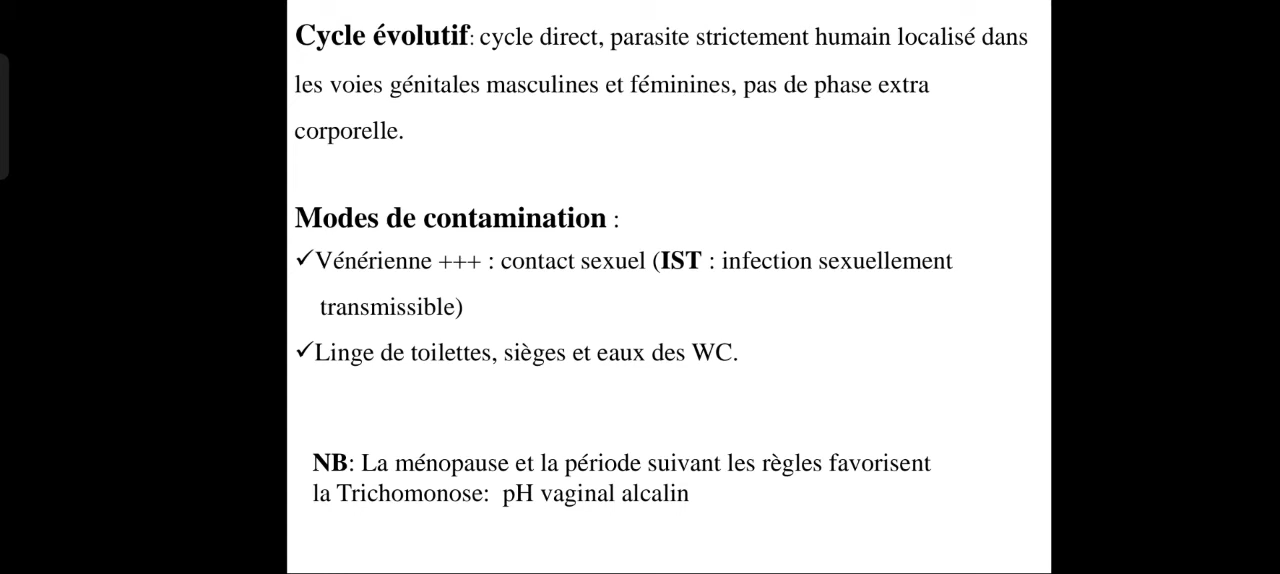 Cycle évolutif: cycle direct, parasite strictement humain localisé dans
les voies génitales masculines et féminines, pas de phase extra
corporelle.
Modes de contamination :
✓Vénérienne +++ : contact sexuel (IST : infection sexuellement
transmissible)
✓Linge de toilettes, sièges et eaux des WC.
NB: La ménopause et la période suivant les règles favorisent
la Trichomonose: pH vaginal alcalin